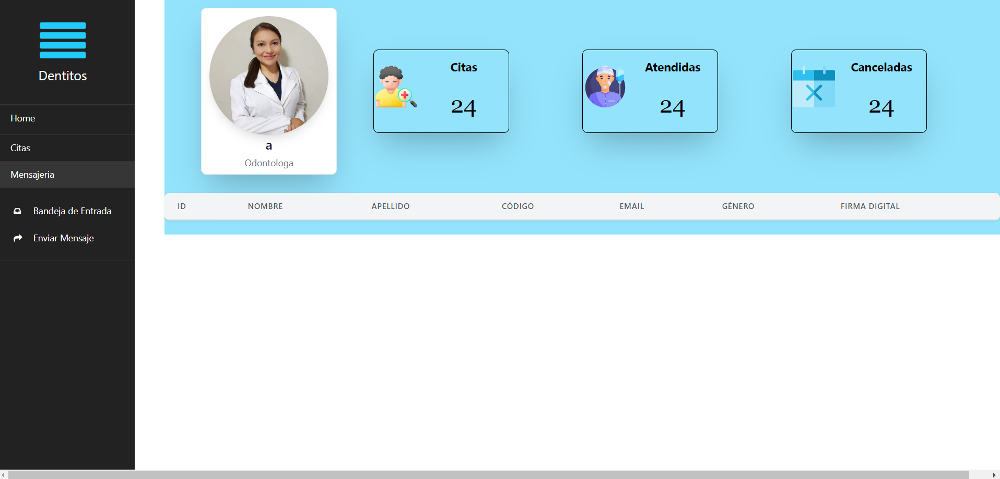 Dentitos
Home
Citas
Mensajeria
Bandeja de Entrada
Enviar Mensaje
a
Odontologa
Citas
24
Atendidas
24
Canceladas
24
ID NOMBRE APELLIDO CÓDIGO EMAIL GÉNERO FIRMA DIGITAL